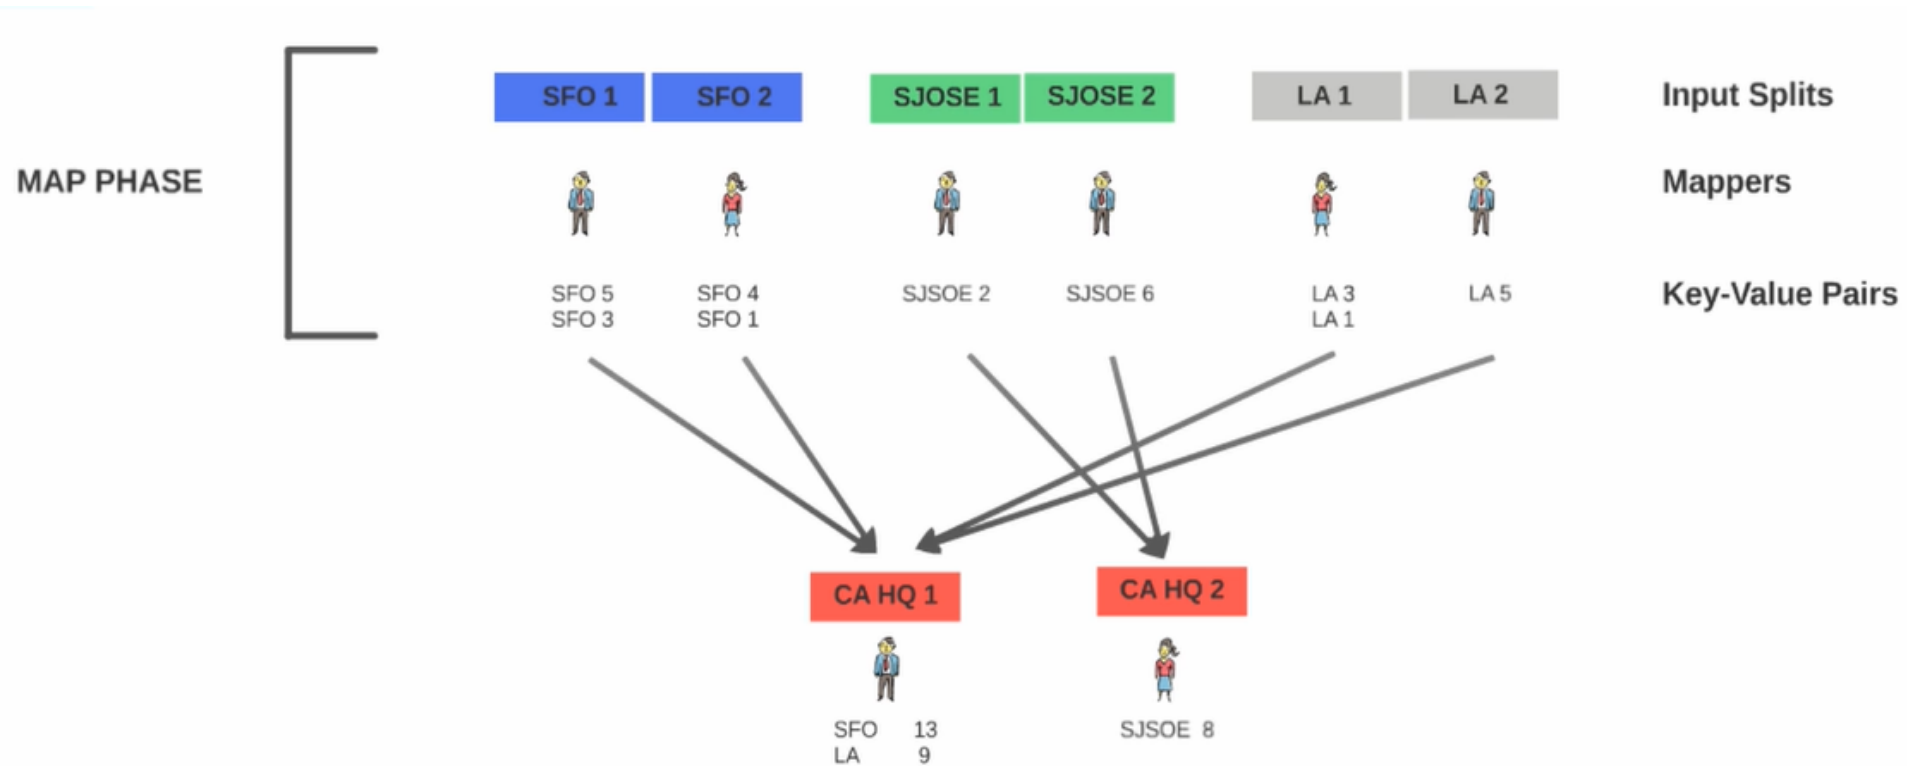 SFO 1 SFO 2 SJOSE 1 SJOSE 2 LA 1 LA 2 Input Splits
MAP PHASE Mappers
SFO 5 SFO 4 SJSOE 2 SJSOE 6 LA 3 LA 5 Key-Value Pairs
SFO 3 SFO 1 LA 1
CA HQ 1 CA HQ 2
SFO 13 SJSOE 8
LA 9